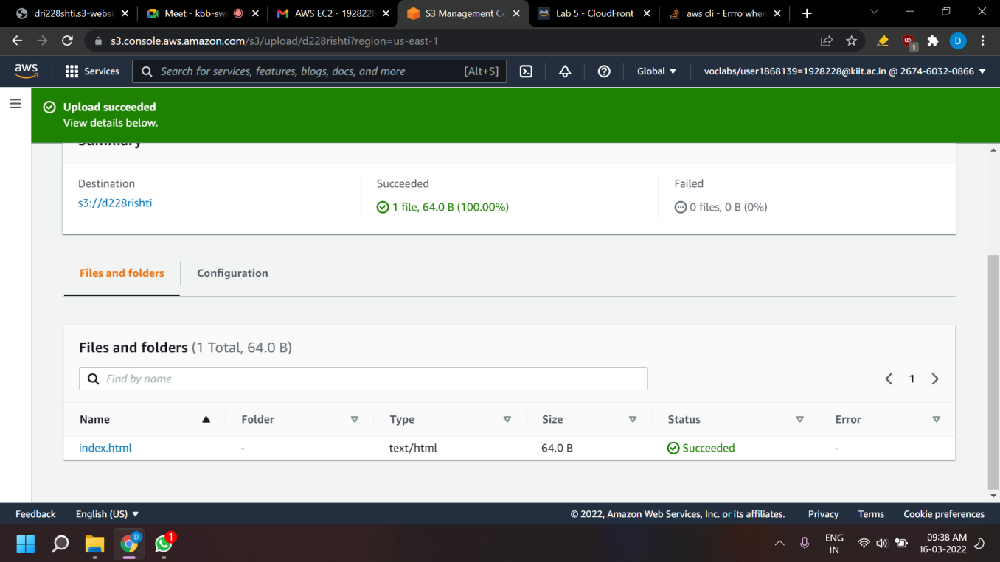 dri228shti.s3-websi
Meet - kbb-sw
AWS EC2 - 1928228
S3 Management Co
Lab 5 - CloudFront
aws cli - Errro when
s3.console.aws.amazon.com/s3/upload/d228rishti?region=us-east-1
D
1
aws
Services
Search for services, features, blogs, docs, and more
[Alt+S]
Global
voclabs/user1868139=1928228@kiit.ac.in @ 2674-6032-0866
Upload succeeded
View details below.
Summary
Destination
Succeeded
Failed
s3://d228rishti
1 file, 64.0 B (100.00%)
0 files, 0 B (0%)
Files and folders
Configuration
Files and folders (1 Total, 64.0 B)
Find by name
1
Name
Folder
Type
Size
Status
Error
index.html
-
text/html
64.0 B
Succeeded
-
Feedback
English (US)
© 2022, Amazon Web Services, Inc. or its affiliates.
Privacy
Terms
Cookie preferences
D
1
ENG
IN
09:38 AM
16-03-2022